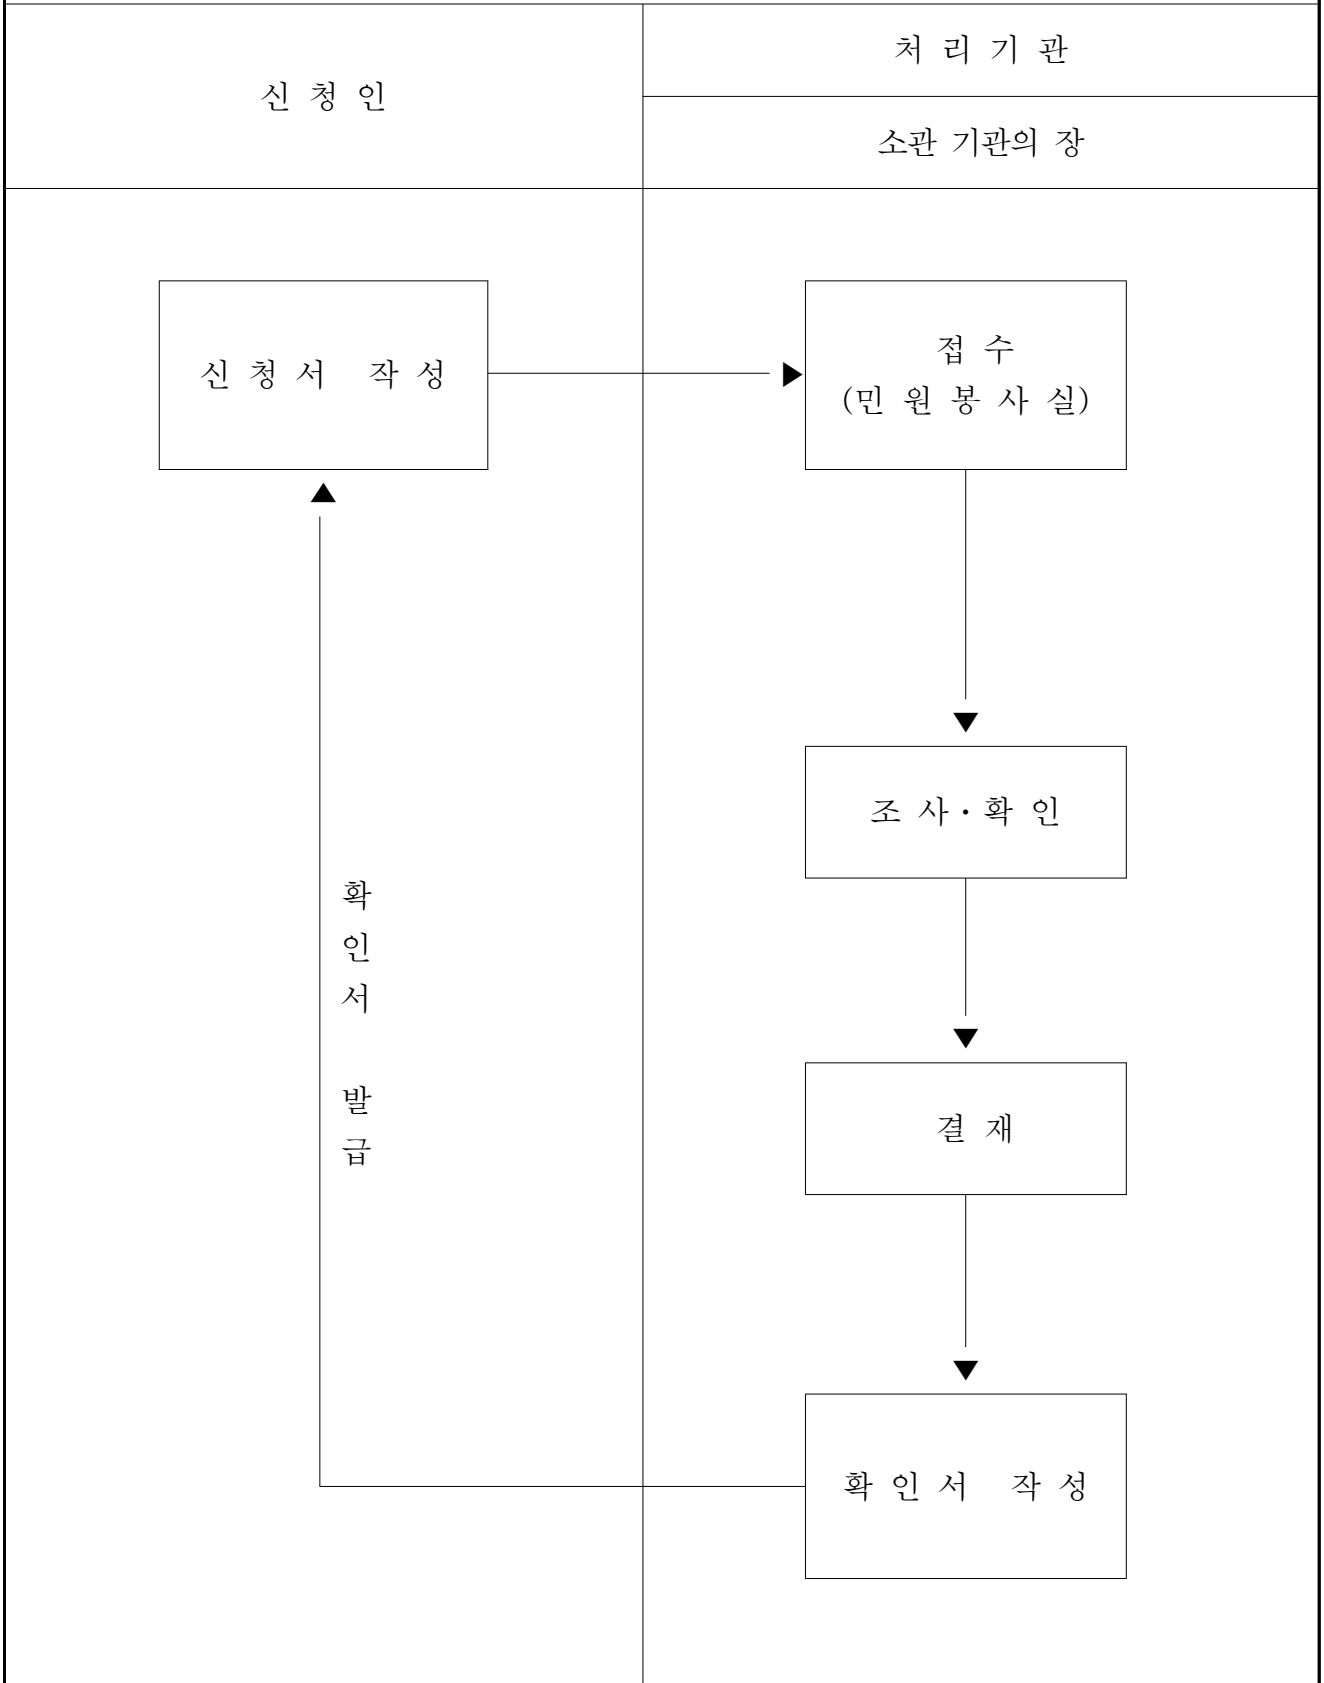 신 청 인
처 리 기 관
소관 기관의 장
신 청 서 작 성
접 수
(민 원 봉 사 실)
조 사·확 인
결 재
확 인 서 작 성
확
인
서
발
급